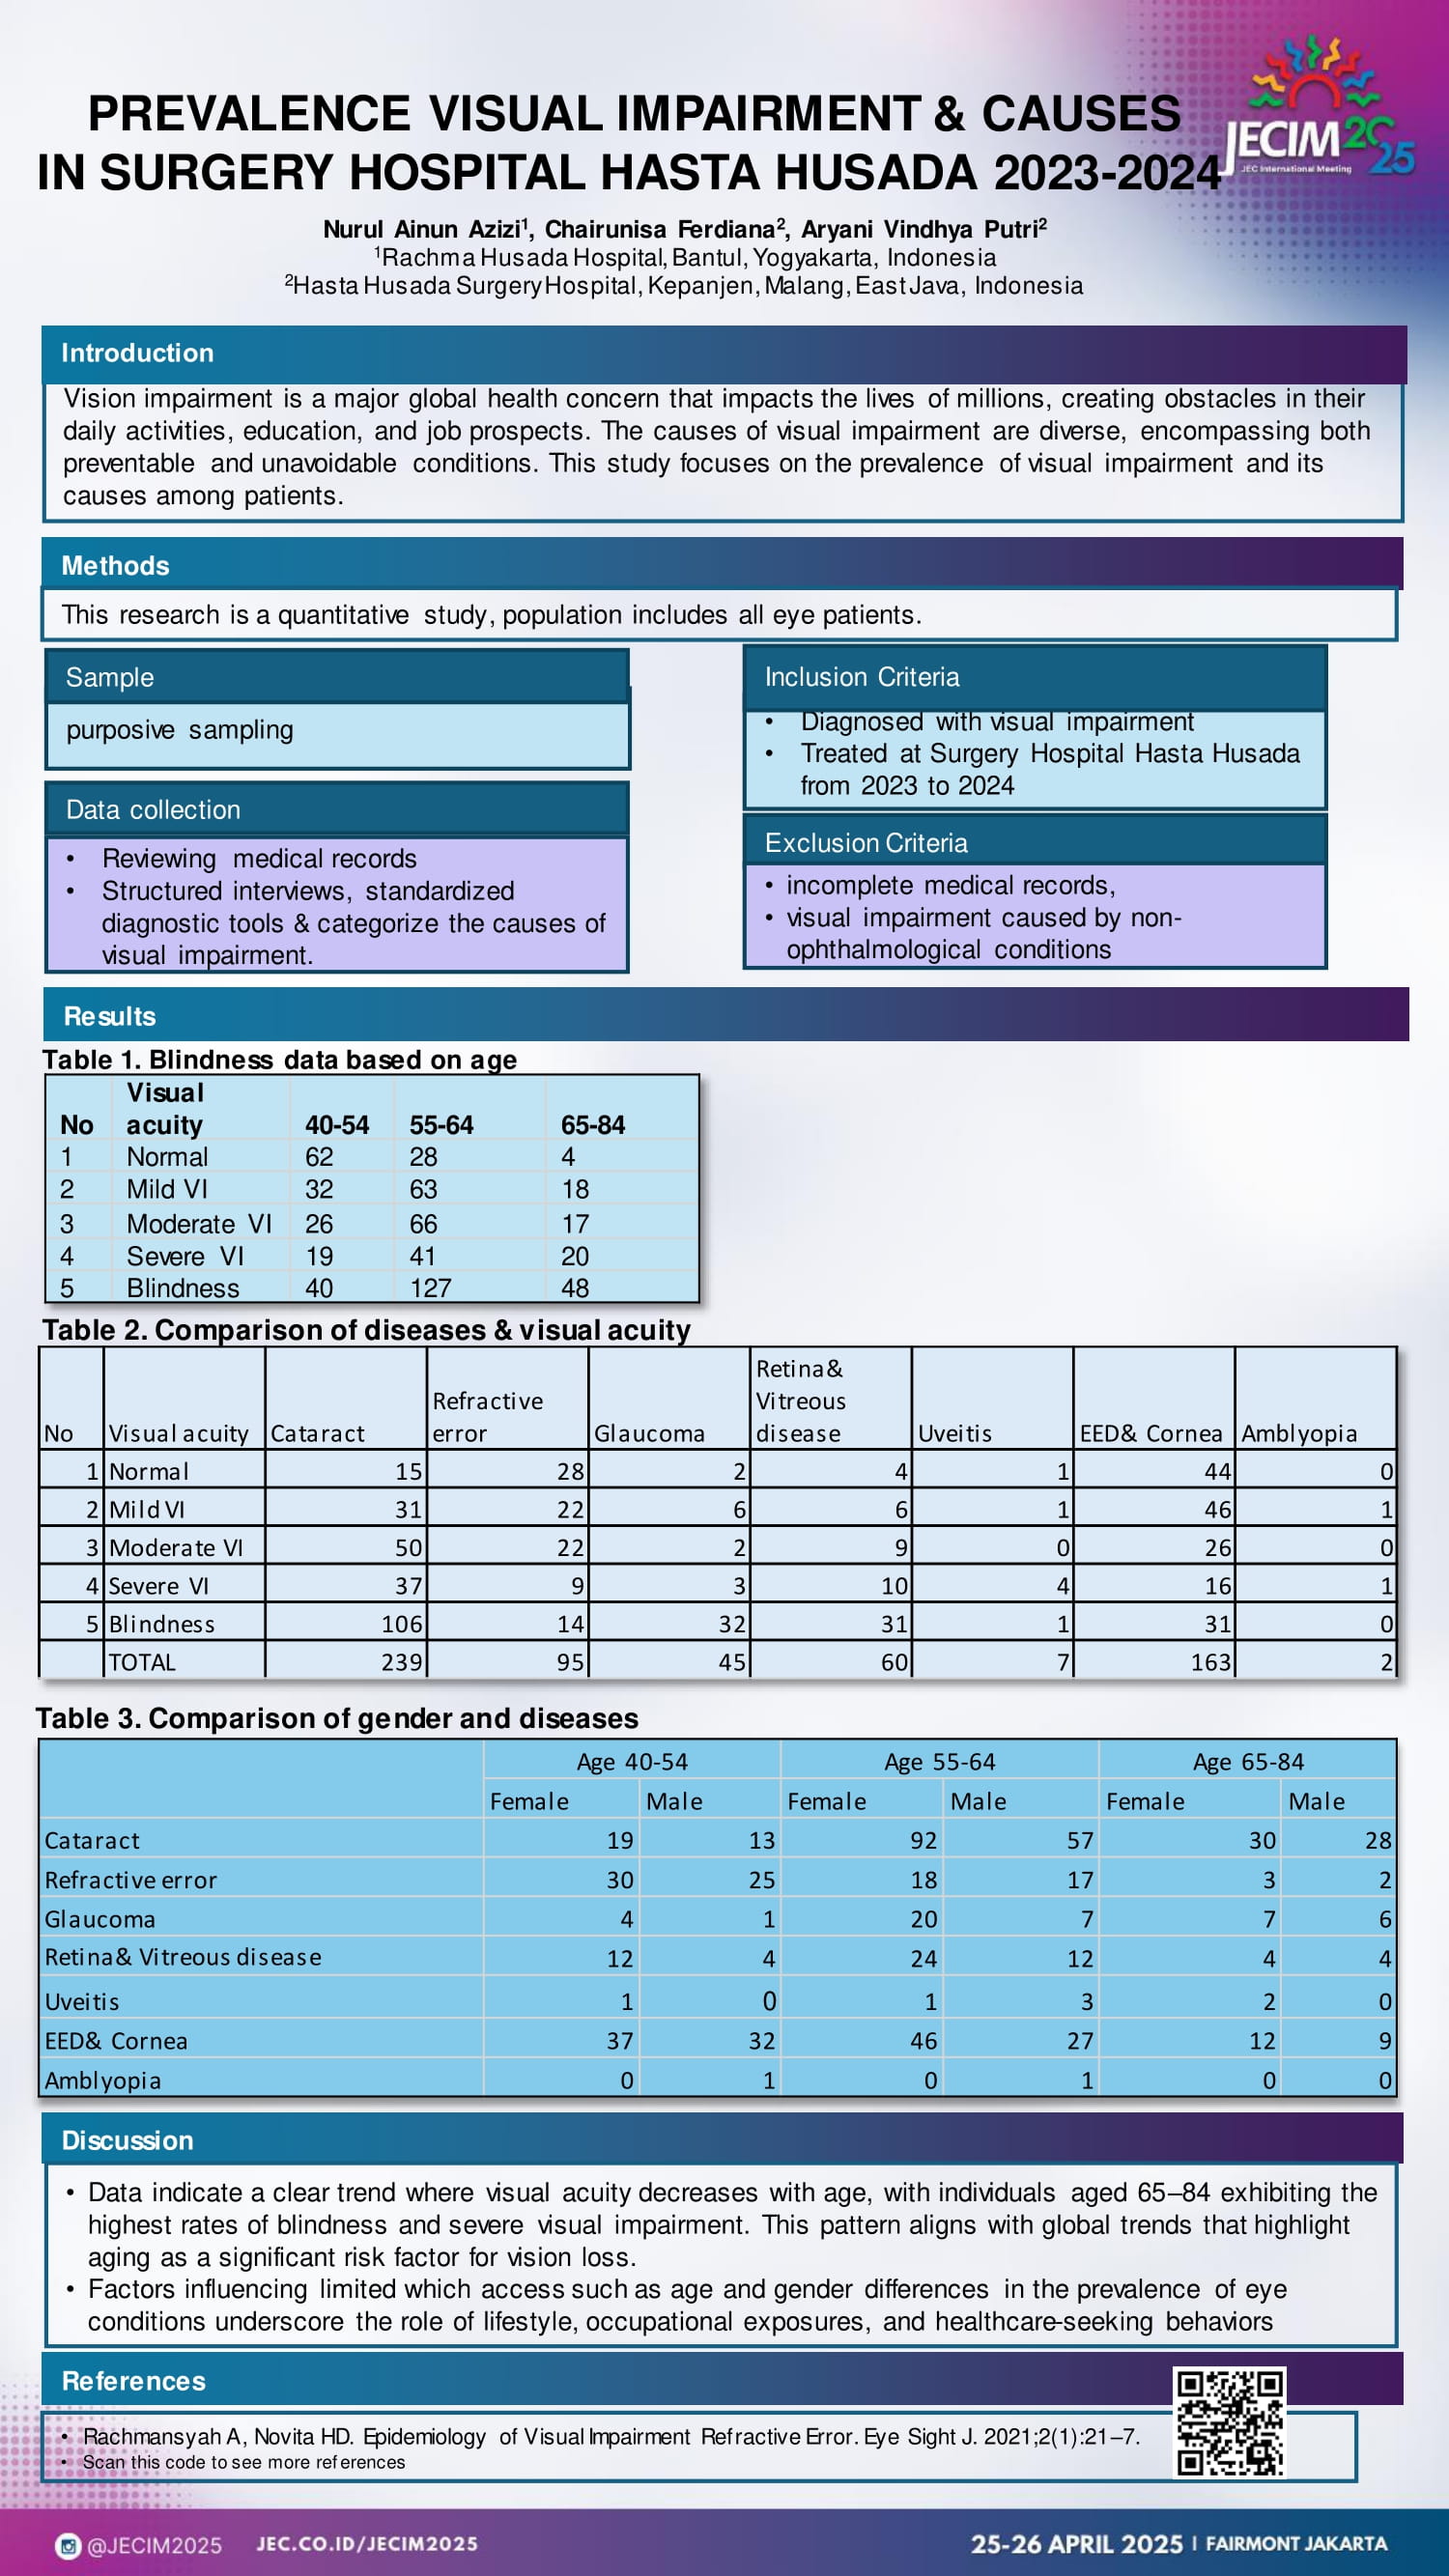 PREVALENCE VISUAL IMPAIRMENT & CAUSES
IN SURGERY HOSPITAL HASTA HUSADA 2023-2024
JECIM 2025
JEC International Meeting
Nurul Ainun Azizi¹, Chairunisa Ferdiana², Aryani Vindhya Putri²
¹Rachma Husada Hospital, Bantul, Yogyakarta, Indonesia
²Hasta Husada Surgery Hospital, Kepanjen, Malang, East Java, Indonesia
Introduction
Vision impairment is a major global health concern that impacts the lives of millions, creating obstacles in their
daily activities, education, and job prospects. The causes of visual impairment are diverse, encompassing both
preventable and unavoidable conditions. This study focuses on the prevalence of visual impairment and its
causes among patients.
Methods
This research is a quantitative study, population includes all eye patients.
Sample
purposive sampling
Data collection
• Reviewing medical records
• Structured interviews, standardized
diagnostic tools & categorize the causes of
visual impairment.
Inclusion Criteria
• Diagnosed with visual impairment
• Treated at Surgery Hospital Hasta Husada
from 2023 to 2024
Exclusion Criteria
• incomplete medical records,
• visual impairment caused by non-
ophthalmological conditions
Results
Table 1. Blindness data based on age
No Visual acuity 40-54 55-64 65-84
1 Normal 62 28 4
2 Mild VI 32 63 18
3 Moderate VI 26 66 17
4 Severe VI 19 41 20
5 Blindness 40 127 48
Table 2. Comparison of diseases & visual acuity
No Visual acuity Cataract Refractive error Glaucoma Retina& Vitreous disease Uveitis EED& Cornea Amblyopia
1 Normal 15 28 2 4 1 44 0
2 Mild VI 31 22 6 6 1 46 1
3 Moderate VI 50 22 2 9 0 26 0
4 Severe VI 37 9 3 10 4 16 1
5 Blindness 106 14 32 31 1 31 0
TOTAL 239 95 45 60 7 163 2
Table 3. Comparison of gender and diseases
Age 40-54 Age 55-64 Age 65-84
Female Male Female Male Female Male
Cataract 19 13 92 57 30 28
Refractive error 30 25 18 17 3 2
Glaucoma 4 1 20 7 7 6
Retina& Vitreous disease 12 4 24 12 4 4
Uveitis 1 0 1 3 2 0
EED& Cornea 37 32 46 27 12 9
Amblyopia 0 1 0 1 0 0
Discussion
• Data indicate a clear trend where visual acuity decreases with age, with individuals aged 65–84 exhibiting the
highest rates of blindness and severe visual impairment. This pattern aligns with global trends that highlight
aging as a significant risk factor for vision loss.
• Factors influencing limited which access such as age and gender differences in the prevalence of eye
conditions underscore the role of lifestyle, occupational exposures, and healthcare-seeking behaviors
References
• Rachmansyah A, Novita HD. Epidemiology of Visual Impairment Refractive Error. Eye Sight J. 2021;2(1):21–7.
• Scan this code to see more references
@JECIM2025 JEC.CO.ID/JECIM2025 25-26 APRIL 2025 | FAIRMONT JAKARTA